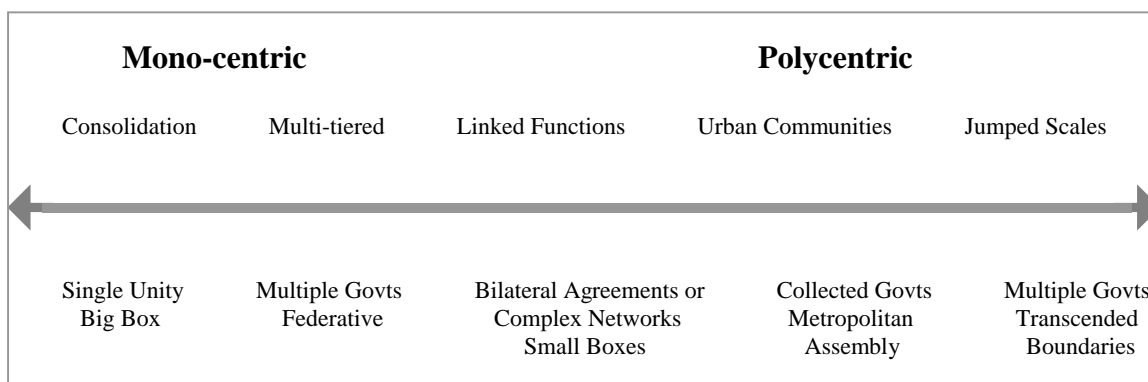 Mono-centric Polycentric
Consolidation Multi-tiered Linked Functions Urban Communities Jumped Scales
Single Unity Multiple Govts Bilateral Agreements or Collected Govts Multiple Govts
Big Box Federative Complex Networks Metropolitan Transcended
Small Boxes Assembly Boundaries